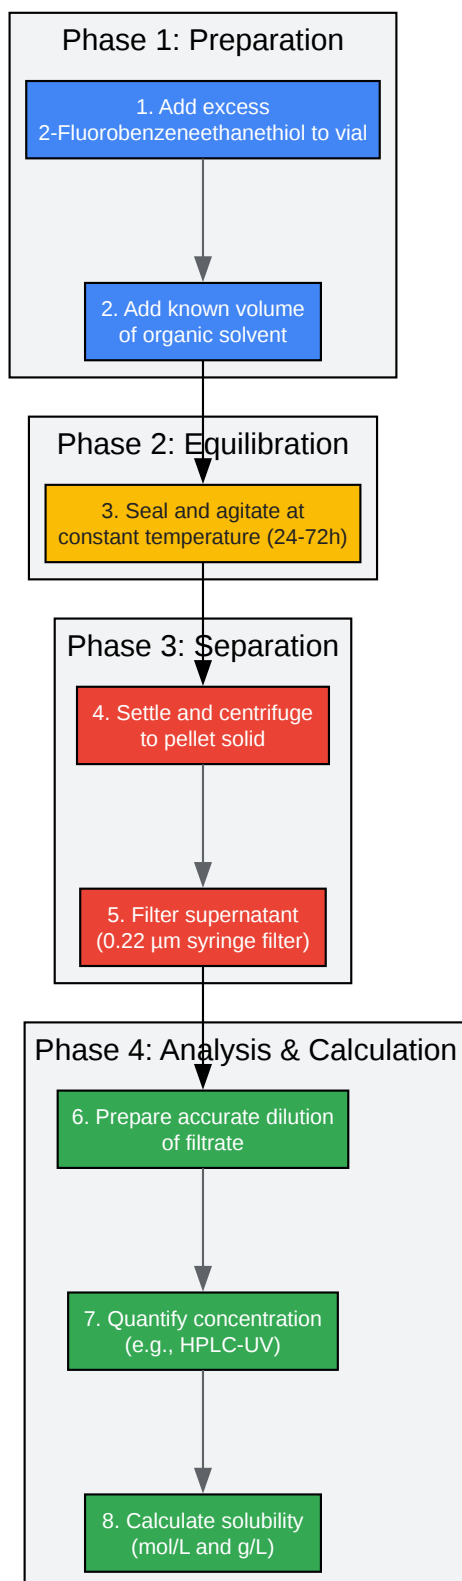 Phase 1: Preparation
1. Add excess
2-Fluorobenzeneethanethiol to vial
2. Add known volume
of organic solvent
Phase 2: Equilibration
3. Seal and agitate at
constant temperature (24-72h)
Phase 3: Separation
4. Settle and centrifuge
to pellet solid
5. Filter supernatant
(0.22 µm syringe filter)
Phase 4: Analysis & Calculation
6. Prepare accurate dilution
of filtrate
7. Quantify concentration
(e.g., HPLC-UV)
8. Calculate solubility
(mol/L and g/L)